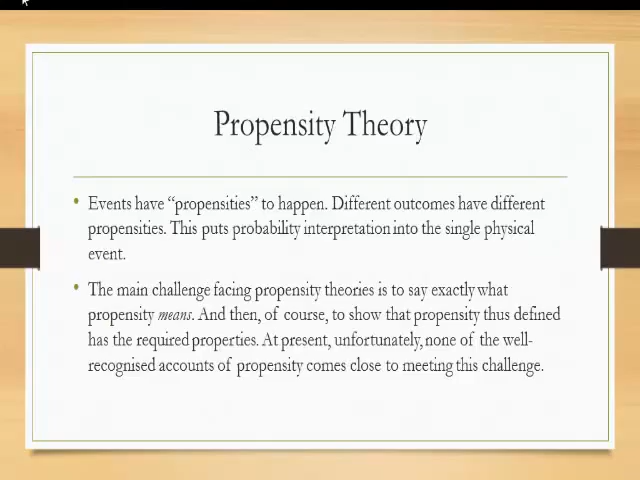 Propensity Theory
• Events have “propensities” to happen. Different outcomes have different
propensities. This puts probability interpretation into the single physical
event.
• The main challenge facing propensity theories is to say exactly what
propensity means. And then, of course, to show that propensity thus defined
has the required properties. At present, unfortunately, none of the well-
recognised accounts of propensity comes close to meeting this challenge.